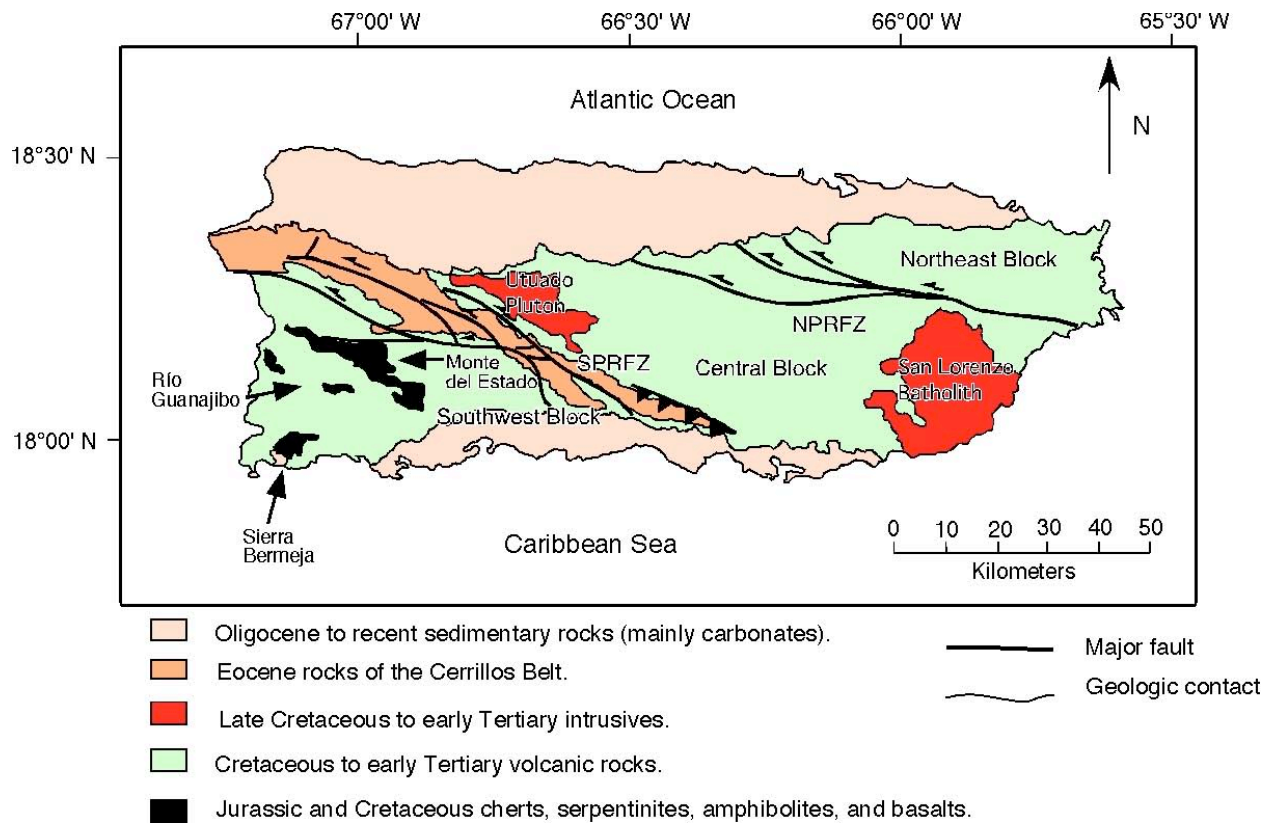 67°00' W 66°30' W 66°00' W 65°30' W
Atlantic Ocean
N
18°30' N
Northeast Block
Utuado
Pluton
NPRFZ
SPRFZ
Central Block
San Lorenzo
Batholith
Monte
del Estado
Río
Guanajibo
Southwest Block
18°00' N
Sierra
Bermeja
Caribbean Sea
0 10 20 30 40 50
Kilometers
Oligocene to recent sedimentary rocks (mainly carbonates).
Eocene rocks of the Cerrillos Belt.
Late Cretaceous to early Tertiary intrusives.
Cretaceous to early Tertiary volcanic rocks.
Jurassic and Cretaceous cherts, serpentinites, amphibolites, and basalts.
Major fault
Geologic contact